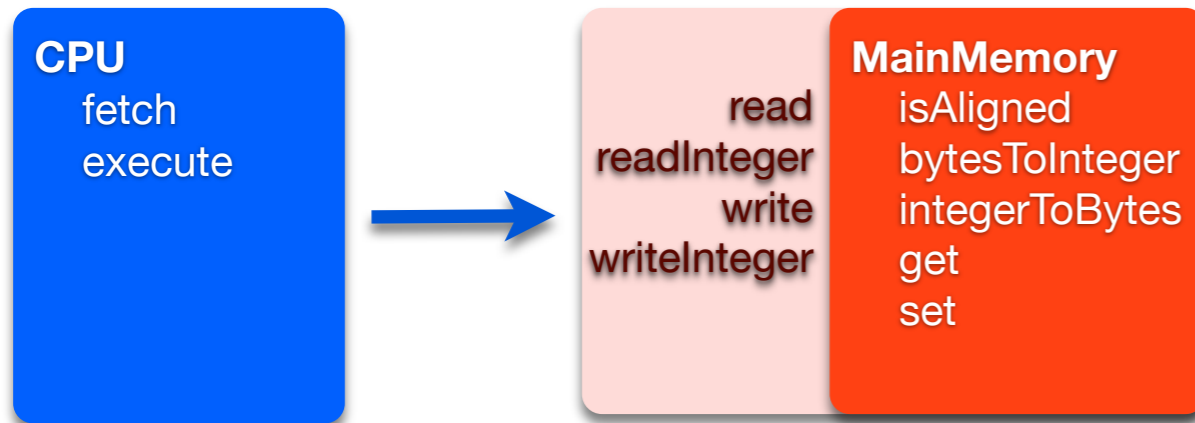 CPU
fetch
execute
read
readInteger
write
writeInteger
MainMemory
isAligned
bytesToInteger
integerToBytes
get
set